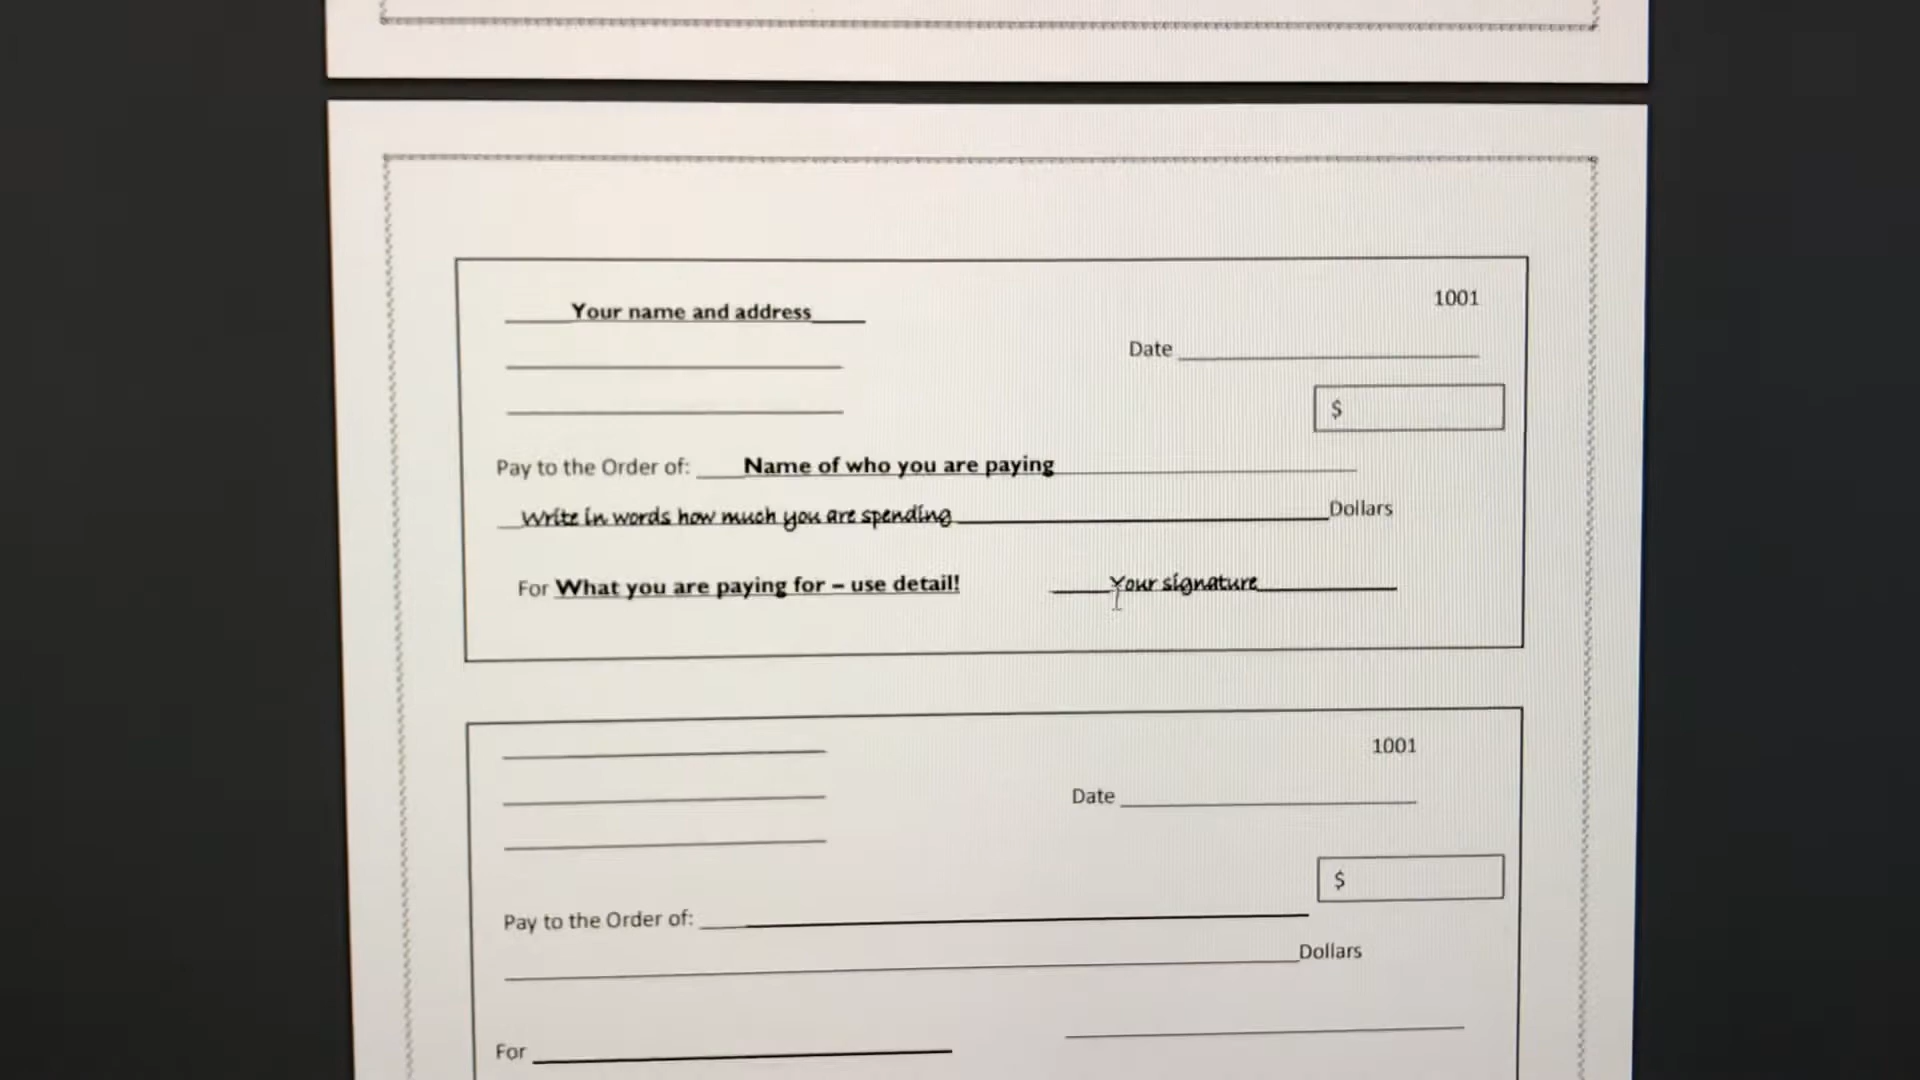 Your name and address
1001
Date
$
Pay to the Order of: Name of who you are paying
Write in words how much you are spending Dollars
For What you are paying for – use detail! Your signature
1001
Date
$
Pay to the Order of:
Dollars
For